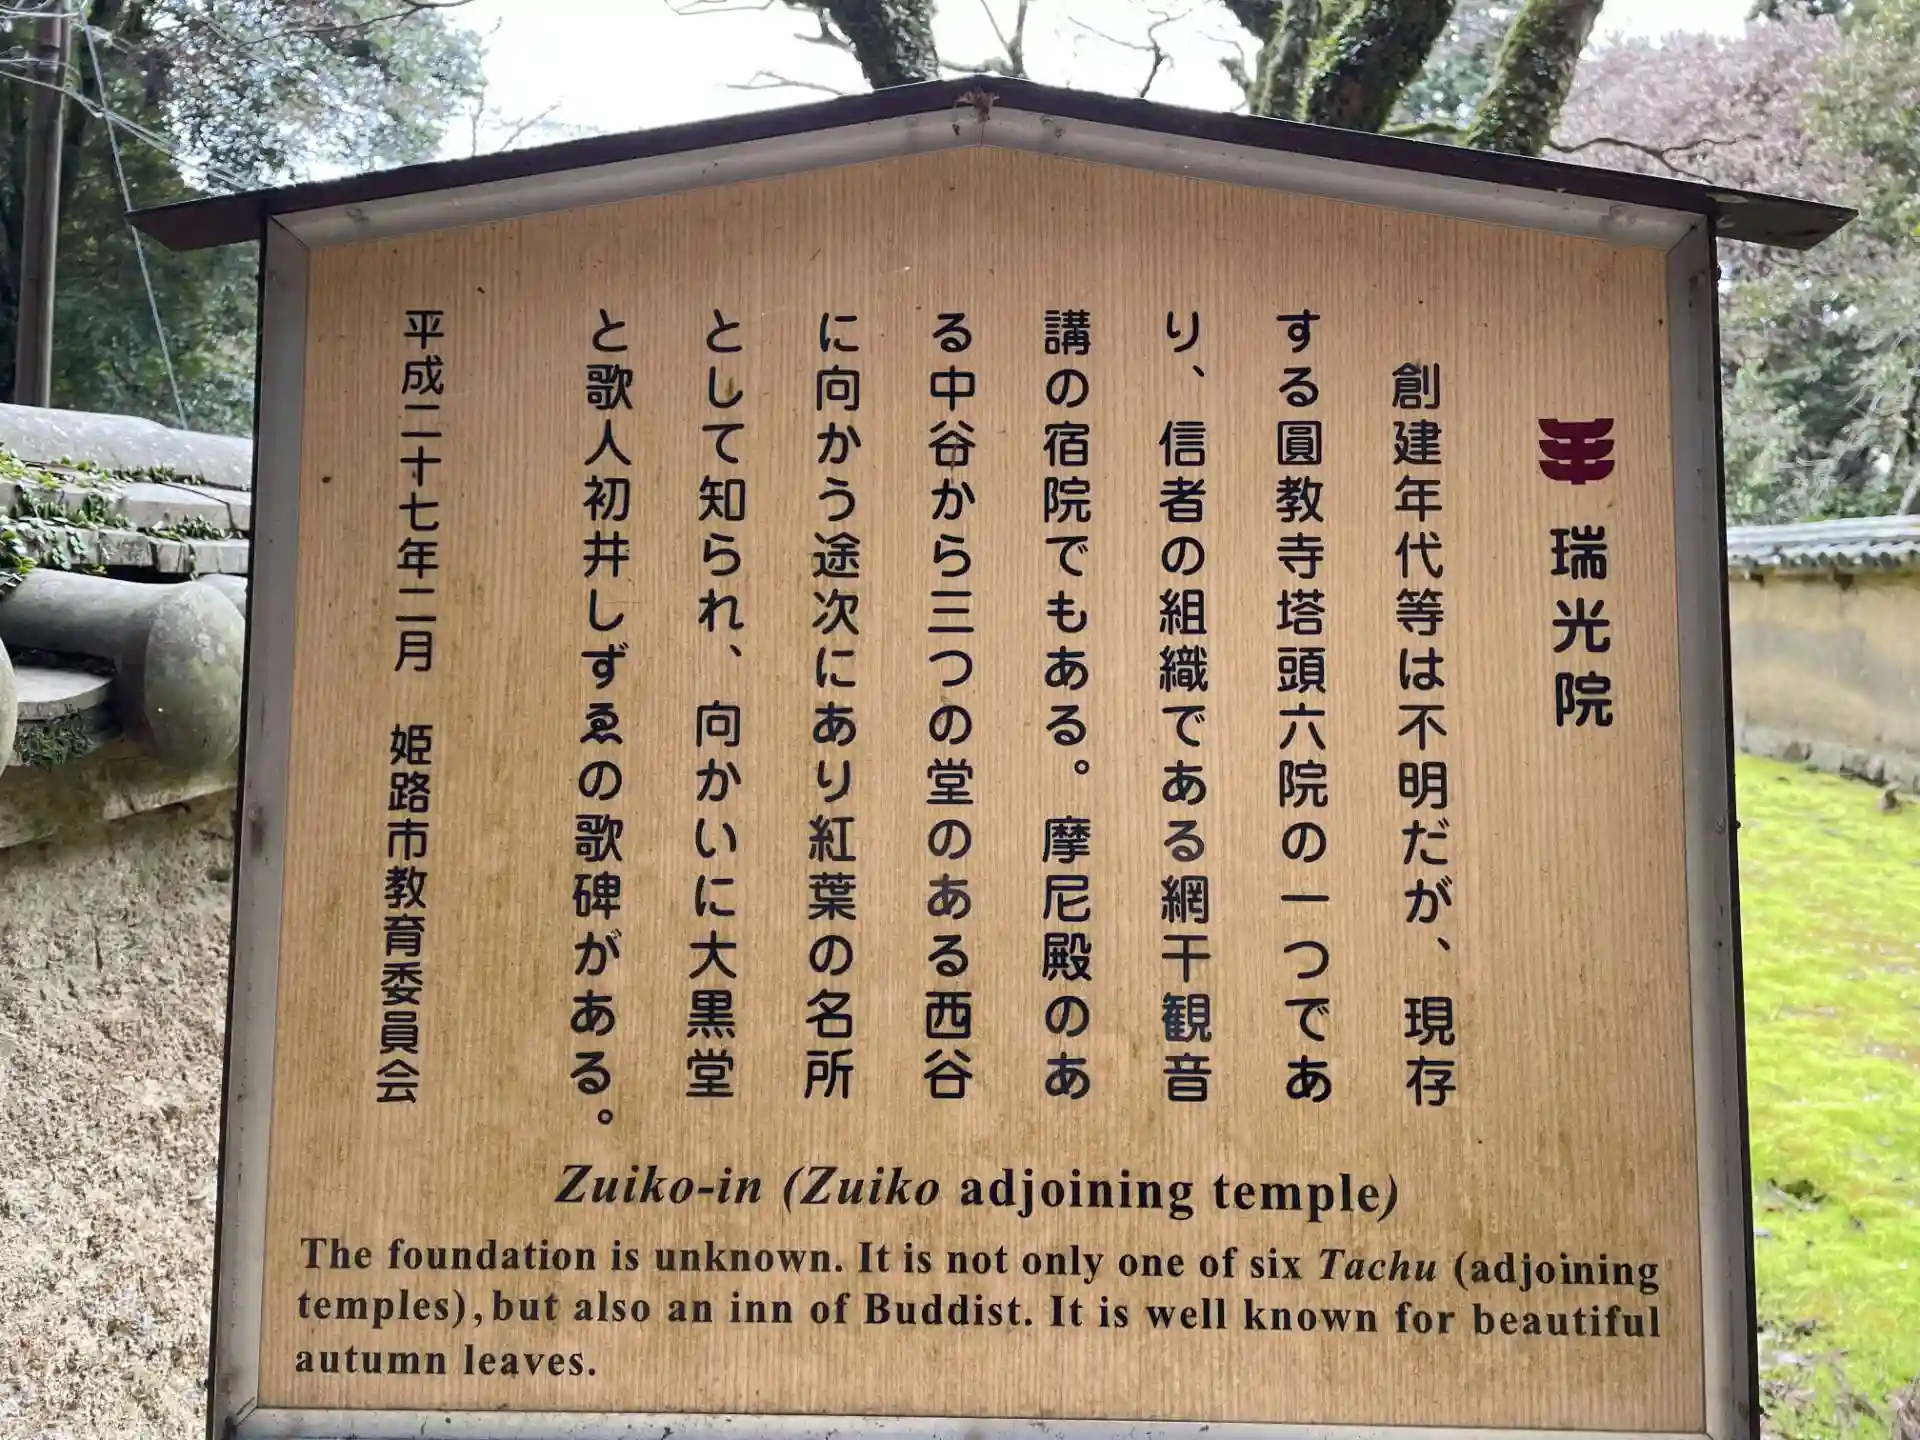 瑞光院
創建年代等は不明だが、現存
する圓教寺塔頭六院の一つであ
り、信者の組織である網干観音
講の宿院でもある。摩尼殿のあ
る中谷から三つの堂のある西谷
に向かう途次にあり紅葉の名所
として知られ、向かいに大黒堂
と歌人初井しずゑの歌碑がある。
平成二十七年二月　姫路市教育委員会
Zuiko-in (Zuiko adjoining temple)
The foundation is unknown. It is not only one of six Tachu (adjoining
temples), but also an inn of Buddist. It is well known for beautiful
autumn leaves.